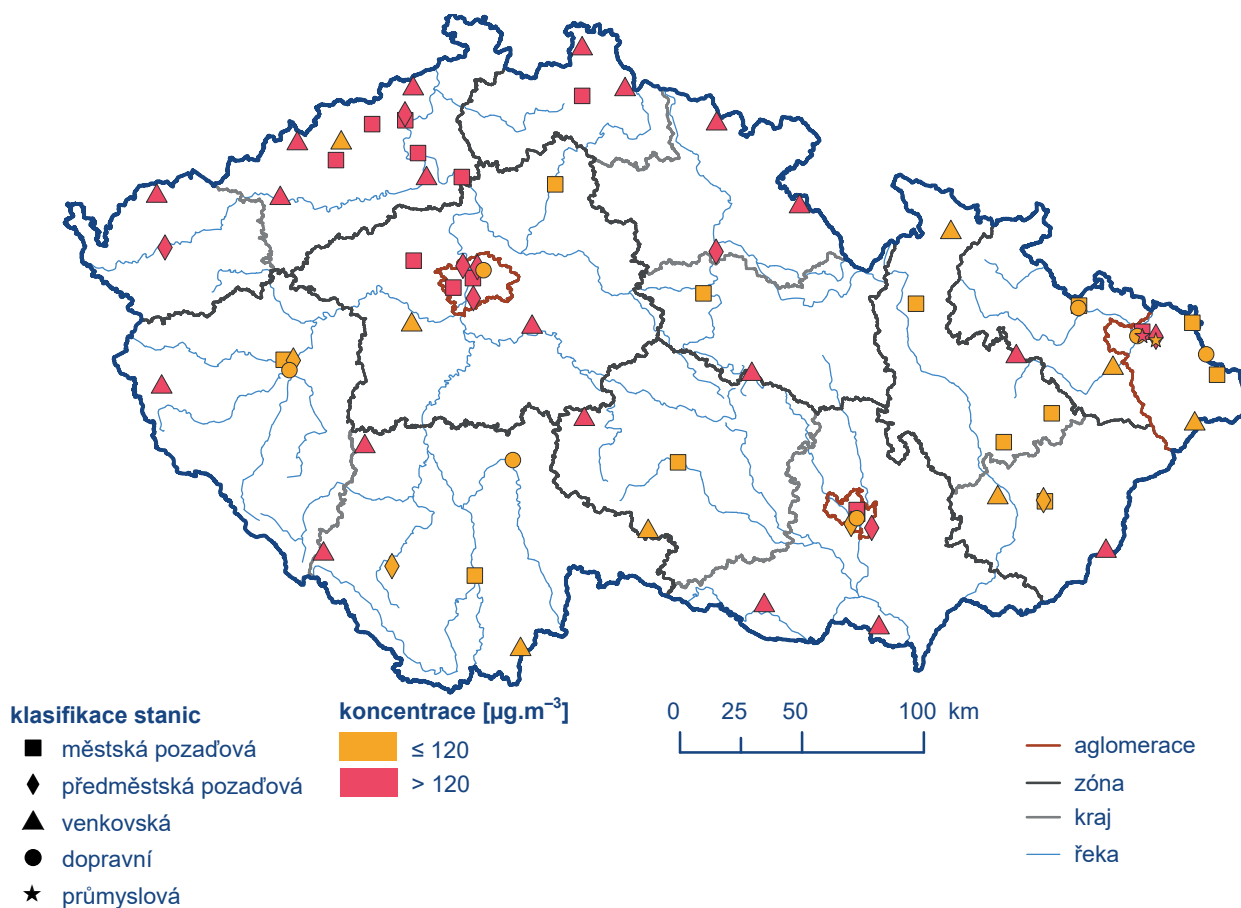 klasifikace stanic
městská pozaďová
předměstská pozaďová
venkovská
dopravní
průmyslová
koncentrace [µg.m⁻³]
≤ 120
> 120
0 25 50 100 km
aglomerace
zóna
kraj
řeka